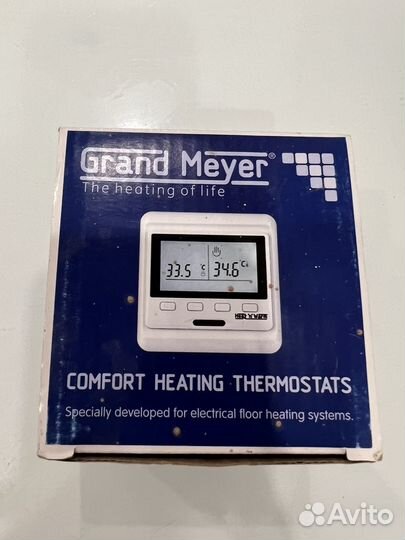 Grand Meyer®
The heating of life
33.5 °C 34.6 °C
COMFORT HEATING THERMOSTATS
Specially developed for electrical floor heating systems.
Avito